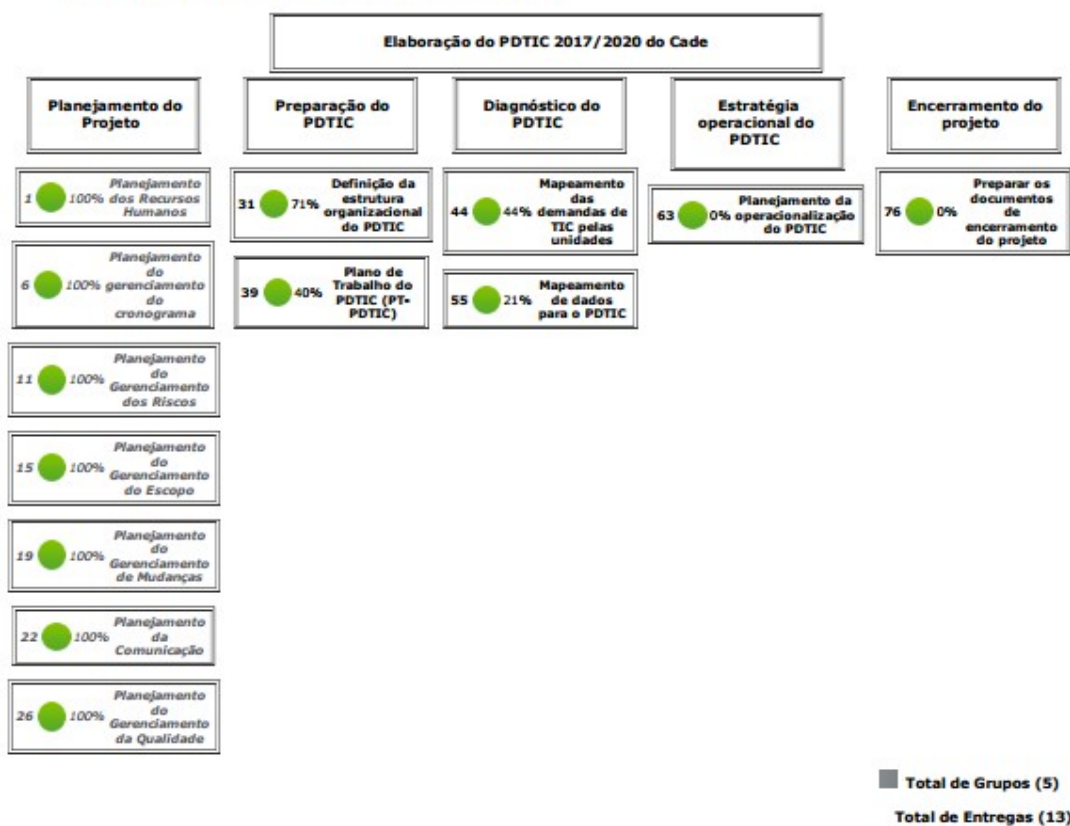 Elaboração do PDTIC 2017/2020 do Cade
Planejamento do
Projeto
1 100% Planejamento
dos Recursos
Humanos
6 100% Planejamento
do
gerenciamento
do
cronograma
11 100% Planejamento
do
Gerenciamento
dos Riscos
15 100% Planejamento
do
Gerenciamento
do Escopo
19 100% Planejamento
do
Gerenciamento
de Mudanças
22 100% Planejamento
da
Comunicação
26 100% Planejamento
do
Gerenciamento
da Qualidade
Preparação do
PDTIC
31 71% Definição da
estrutura
organizacional
do PDTIC
39 40% Plano de
Trabalho do
PDTIC (PT-
PDTIC)
Diagnóstico do
PDTIC
44 44% Mapeamento
das
demandas de
TIC pelas
unidades
55 21% Mapeamento
de dados
para o PDTIC
Estratégia
operacional do
PDTIC
63 0% Planejamento da
operacionalização
do PDTIC
Encerramento do
projeto
76 0% Preparar os
documentos
de
encerramento
do projeto
Total de Grupos (5)
Total de Entregas (13)